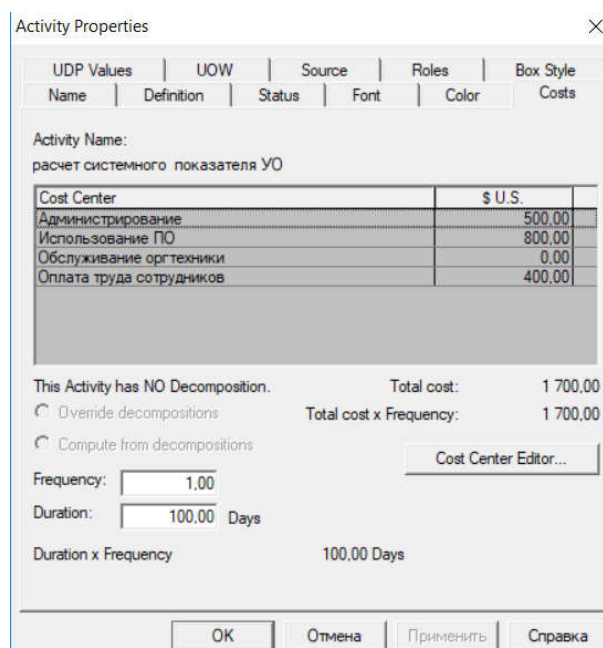 Activity Properties
UDP Values UOW Source Roles Box Style
Name Definition Status Font Color Costs
Activity Name:
расчет системного показателя УО
Cost Center $ U.S.
Администрирование 500,00
Использование ПО 800,00
Обслуживание оргтехники 0,00
Оплата труда сотрудников 400,00
This Activity has NO Decomposition. Total cost: 1 700,00
Override decompositions Total cost x Frequency: 1 700,00
Compute from decompositions
Cost Center Editor...
Frequency: 1,00
Duration: 100,00 Days
Duration x Frequency 100,00 Days
OK Отмена Применить Справка